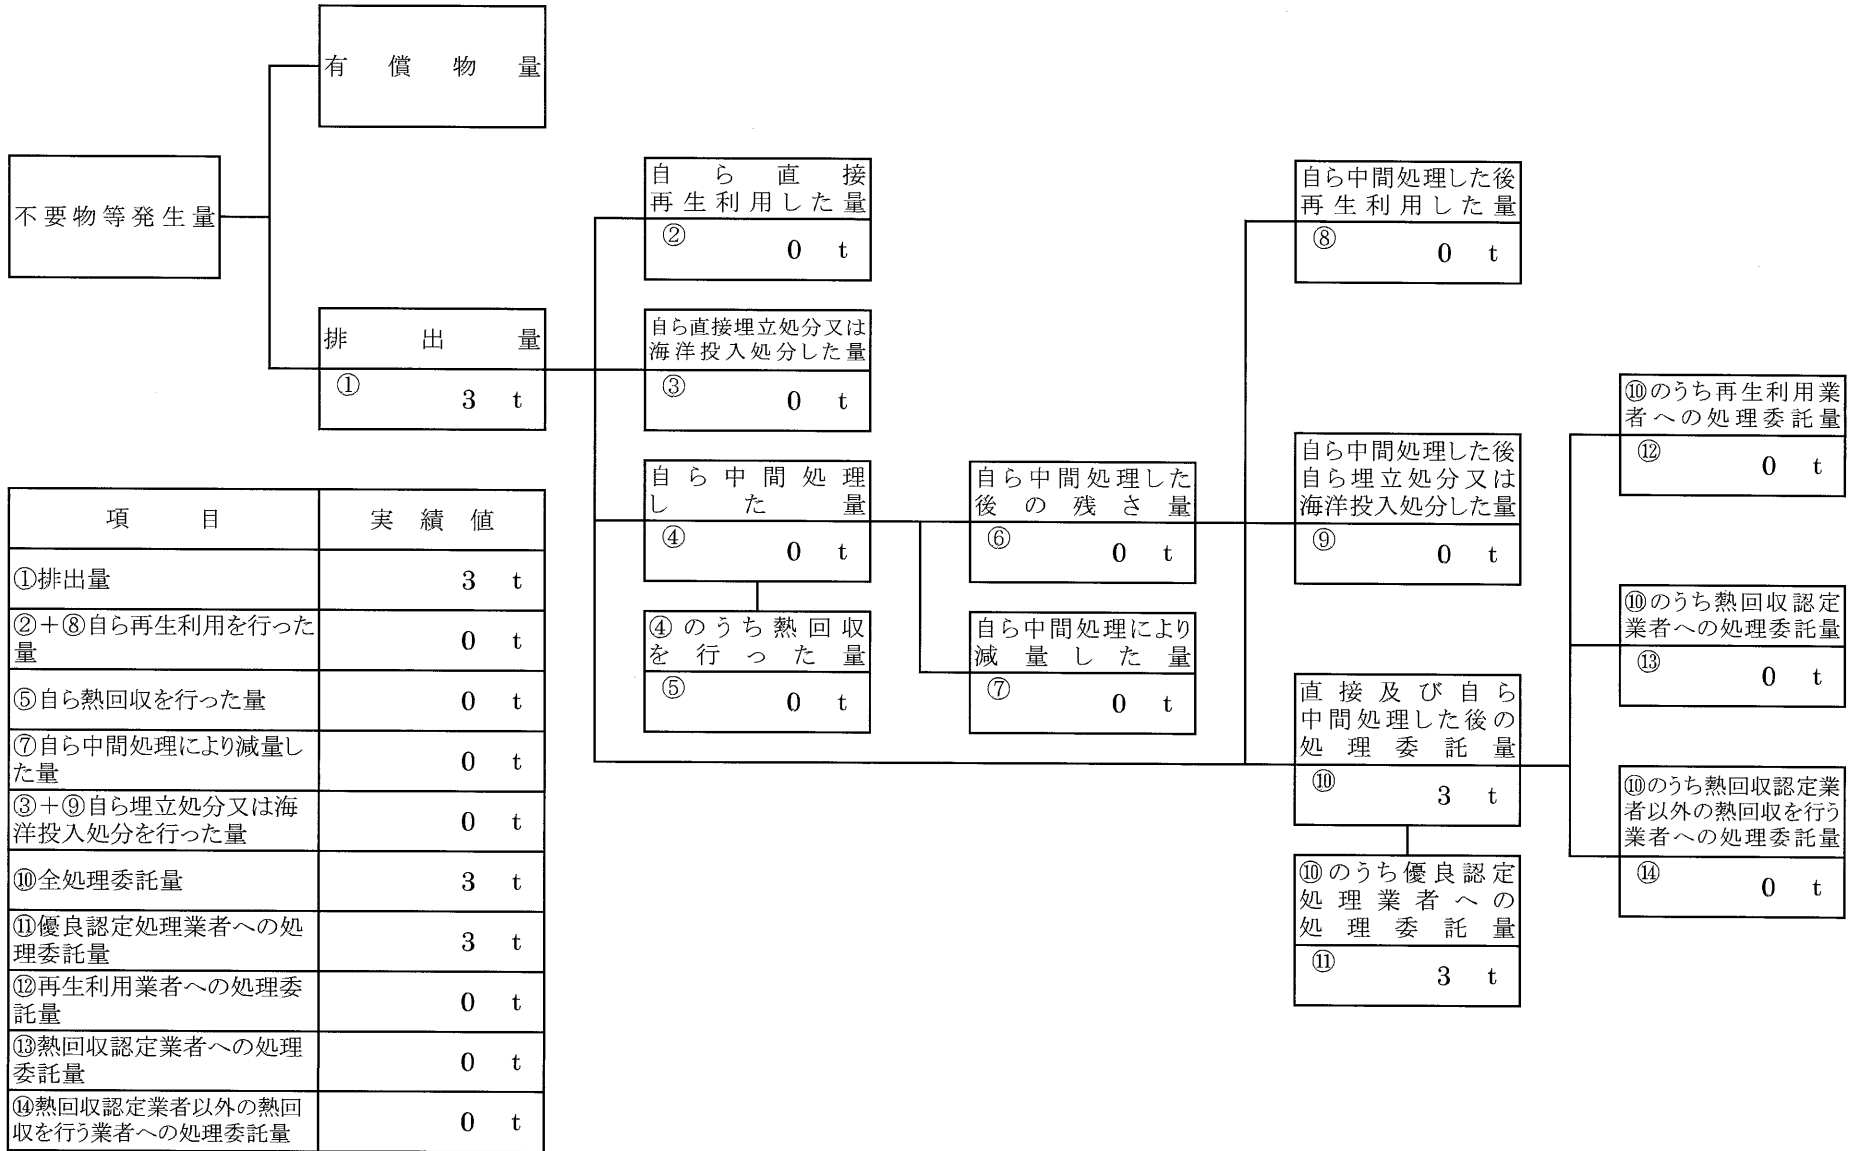 有償物量
不要物等発生量
排出量
① 3 t
自ら直接
再生利用した量
② 0 t
自ら直接埋立処分又は
海洋投入処分した量
③ 0 t
自ら中間処理
した量
④ 0 t
④のうち熱回収
を行った量
⑤ 0 t
自ら中間処理した
後の残さ量
⑥ 0 t
自ら中間処理により
減量した量
⑦ 0 t
自ら中間処理した後
再生利用した量
⑧ 0 t
自ら中間処理した後
自ら埋立処分又は
海洋投入処分した量
⑨ 0 t
直接及び自ら
中間処理した後の
処理委託量
⑩ 3 t
⑩のうち優良認定
処理業者への
処理委託量
⑪ 3 t
⑩のうち再生利用業
者への処理委託量
⑫ 0 t
⑩のうち熱回収認定
業者への処理委託量
⑬ 0 t
⑩のうち熱回収認定業
者以外の熱回収を行う
業者への処理委託量
⑭ 0 t
項目 実績値
①排出量 3 t
②＋⑧自ら再生利用を行った
量 0 t
⑤自ら熱回収を行った量 0 t
⑦自ら中間処理により減量し
た量 0 t
③＋⑨自ら埋立処分又は海
洋投入処分を行った量 0 t
⑩全処理委託量 3 t
⑪優良認定処理業者への処
理委託量 3 t
⑫再生利用業者への処理委
託量 0 t
⑬熱回収認定業者への処理
委託量 0 t
⑭熱回収認定業者以外の熱回
収を行う業者への処理委託量 0 t